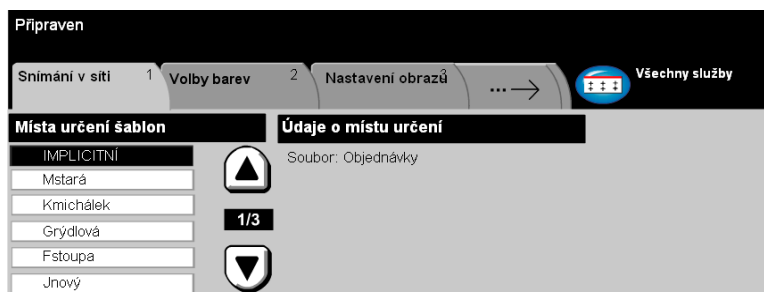 Připraven
Snímání v síti 1 Volby barev 2 Nastavení obrazů 3 ... Všechny služby
Místa určení šablon Údaje o místu určení
IMPLICITNÍ Soubor: Objednávky
Mstará
Kmichálek
1/3
Grýdlová
Fstoupa
Jnový